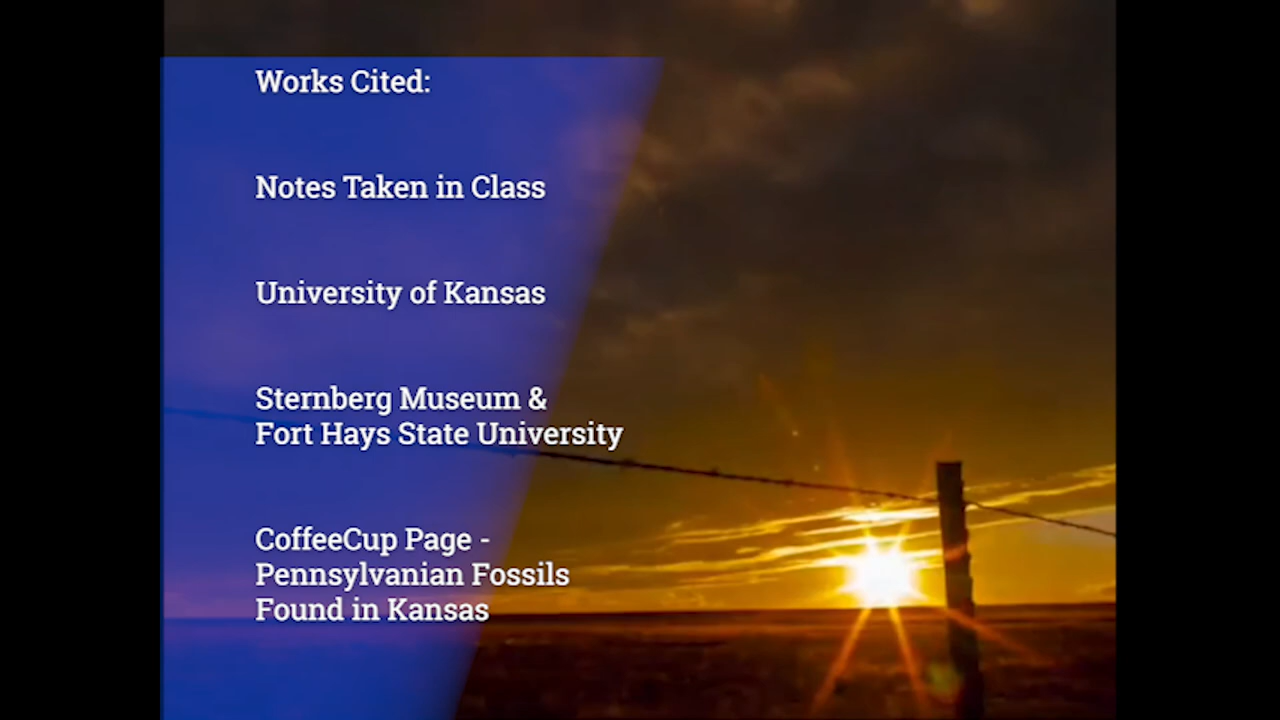 Works Cited:
Notes Taken in Class
University of Kansas
Sternberg Museum &
Fort Hays State University
CoffeeCup Page -
Pennsylvanian Fossils
Found in Kansas